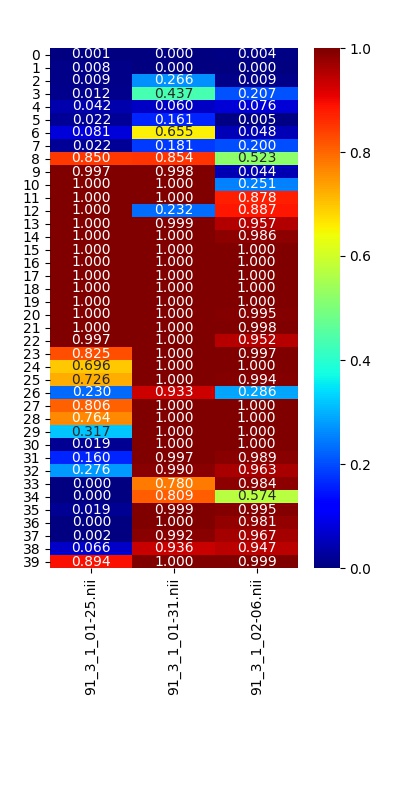 0 0.001 0.000 0.004
1 0.008 0.000 0.000
2 0.009 0.266 0.009
3 0.012 0.437 0.207
4 0.042 0.060 0.076
5 0.022 0.161 0.005
6 0.081 0.655 0.048
7 0.022 0.181 0.200
8 0.850 0.854 0.523
9 0.997 0.998 0.044
10 1.000 1.000 0.251
11 1.000 1.000 0.878
12 1.000 0.232 0.887
13 1.000 0.999 0.957
14 1.000 1.000 0.986
15 1.000 1.000 1.000
16 1.000 1.000 1.000
17 1.000 1.000 1.000
18 1.000 1.000 1.000
19 1.000 1.000 1.000
20 1.000 1.000 0.995
21 1.000 1.000 0.998
22 0.997 1.000 0.952
23 0.825 1.000 0.997
24 0.696 1.000 1.000
25 0.726 1.000 0.994
26 0.230 0.933 0.286
27 0.806 1.000 1.000
28 0.764 1.000 1.000
29 0.317 1.000 1.000
30 0.019 1.000 1.000
31 0.160 0.997 0.989
32 0.276 0.990 0.963
33 0.000 0.780 0.984
34 0.000 0.809 0.574
35 0.019 0.999 0.995
36 0.000 1.000 0.981
37 0.002 0.992 0.967
38 0.066 0.936 0.947
39 0.894 1.000 0.999
91_3_1_01-25.nii
91_3_1_01-31.nii
91_3_1_02-06.nii
1.0
0.8
0.6
0.4
0.2
0.0